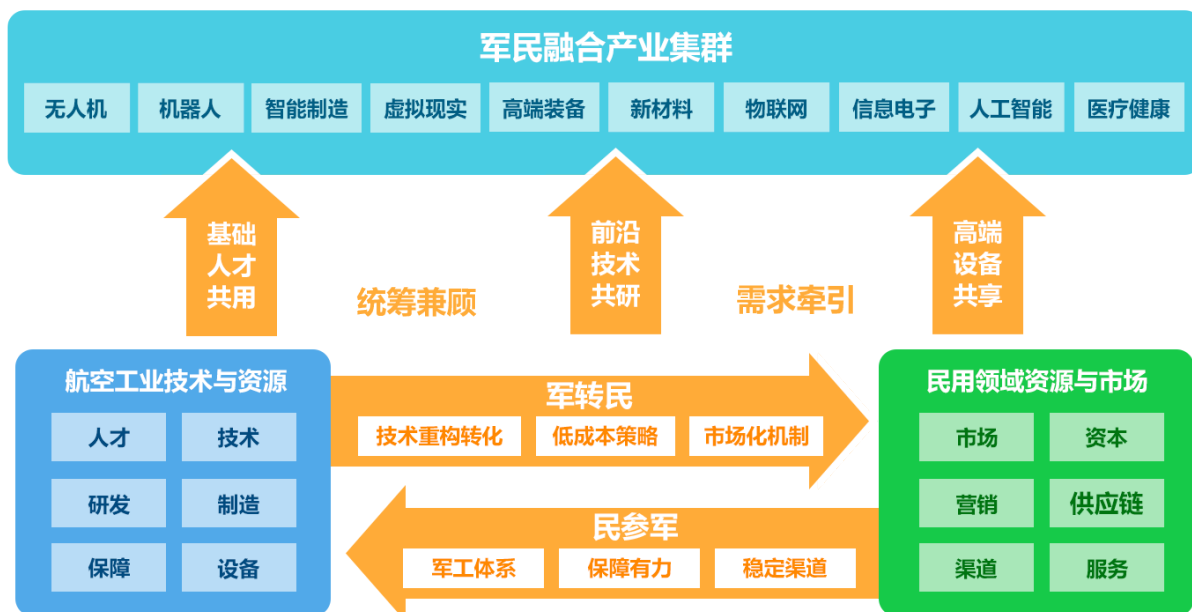 军民融合产业集群
无人机 机器人 智能制造 虚拟现实 高端装备 新材料 物联网 信息电子 人工智能 医疗健康
基础
人才
共用
前沿
技术
共研
高端
设备
共享
统筹兼顾
需求牵引
航空工业技术与资源
人才 技术
研发 制造
保障 设备
军转民
技术重构转化 低成本策略 市场化机制
民参军
军工体系 保障有力 稳定渠道
民用领域资源与市场
市场 资本
营销 供应链
渠道 服务